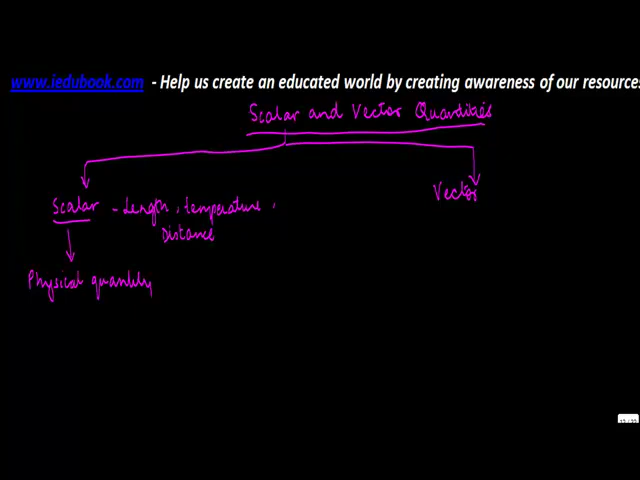 www.iedubook.com - Help us create an educated world by creating awareness of our resources
Scalar and Vector Quantities
Scalar - Length, temperature,
Vector
Distance
Physical quantity